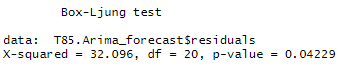 Box-Ljung test
data:  T85.Arima_forecast$residuals
X-squared = 32.096, df = 20, p-value = 0.04229